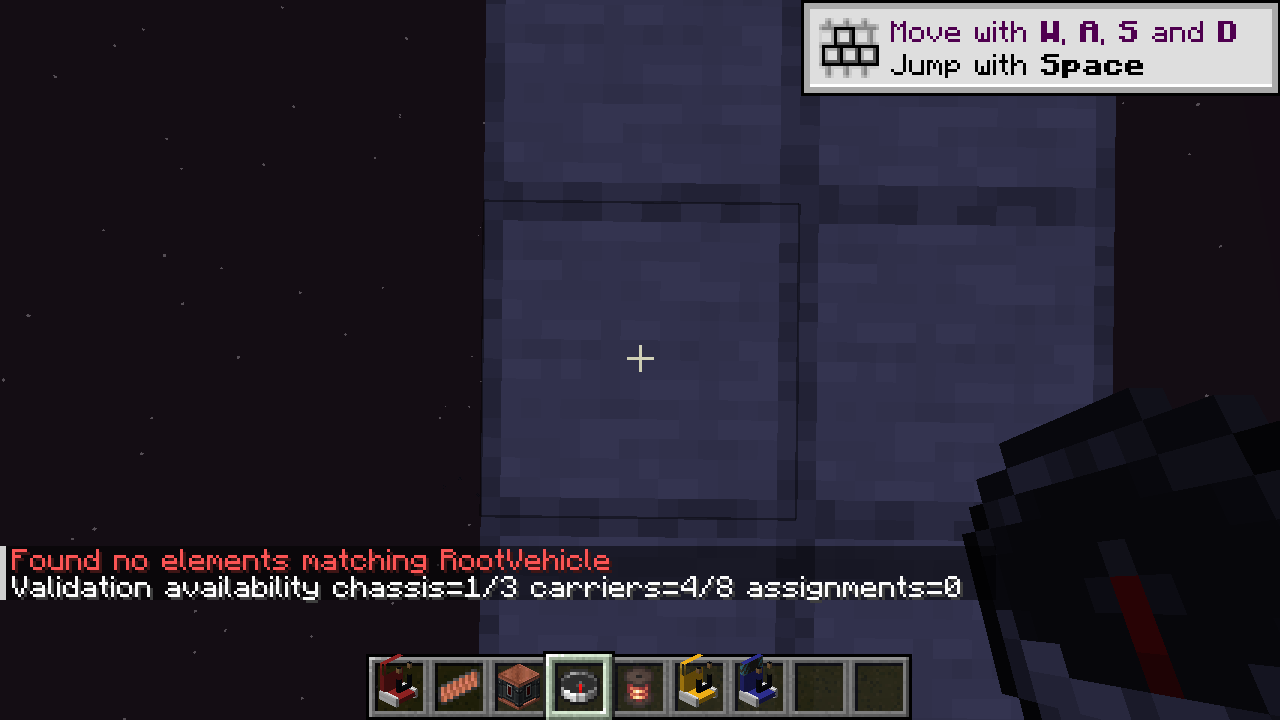 Move with W, A, S and D
Jump with Space
Found no elements matching RootVehicle
Validation availability chassis=1/3 carriers=4/8 assignments=0